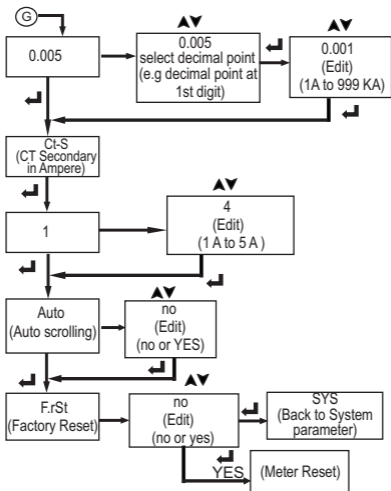 G
0.005
0.005
select decimal point
(e.g decimal point at
1st digit)
0.001
(Edit)
(1A to 999 KA)
Ct-S
(CT Secondary
in Ampere)
1
4
(Edit)
(1 A to 5 A )
Auto
(Auto scrolling)
no
(Edit)
(no or YES)
F.rSt
(Factory Reset)
no
(Edit)
(no or yes)
SYS
(Back to System
parameter)
YES
(Meter Reset)